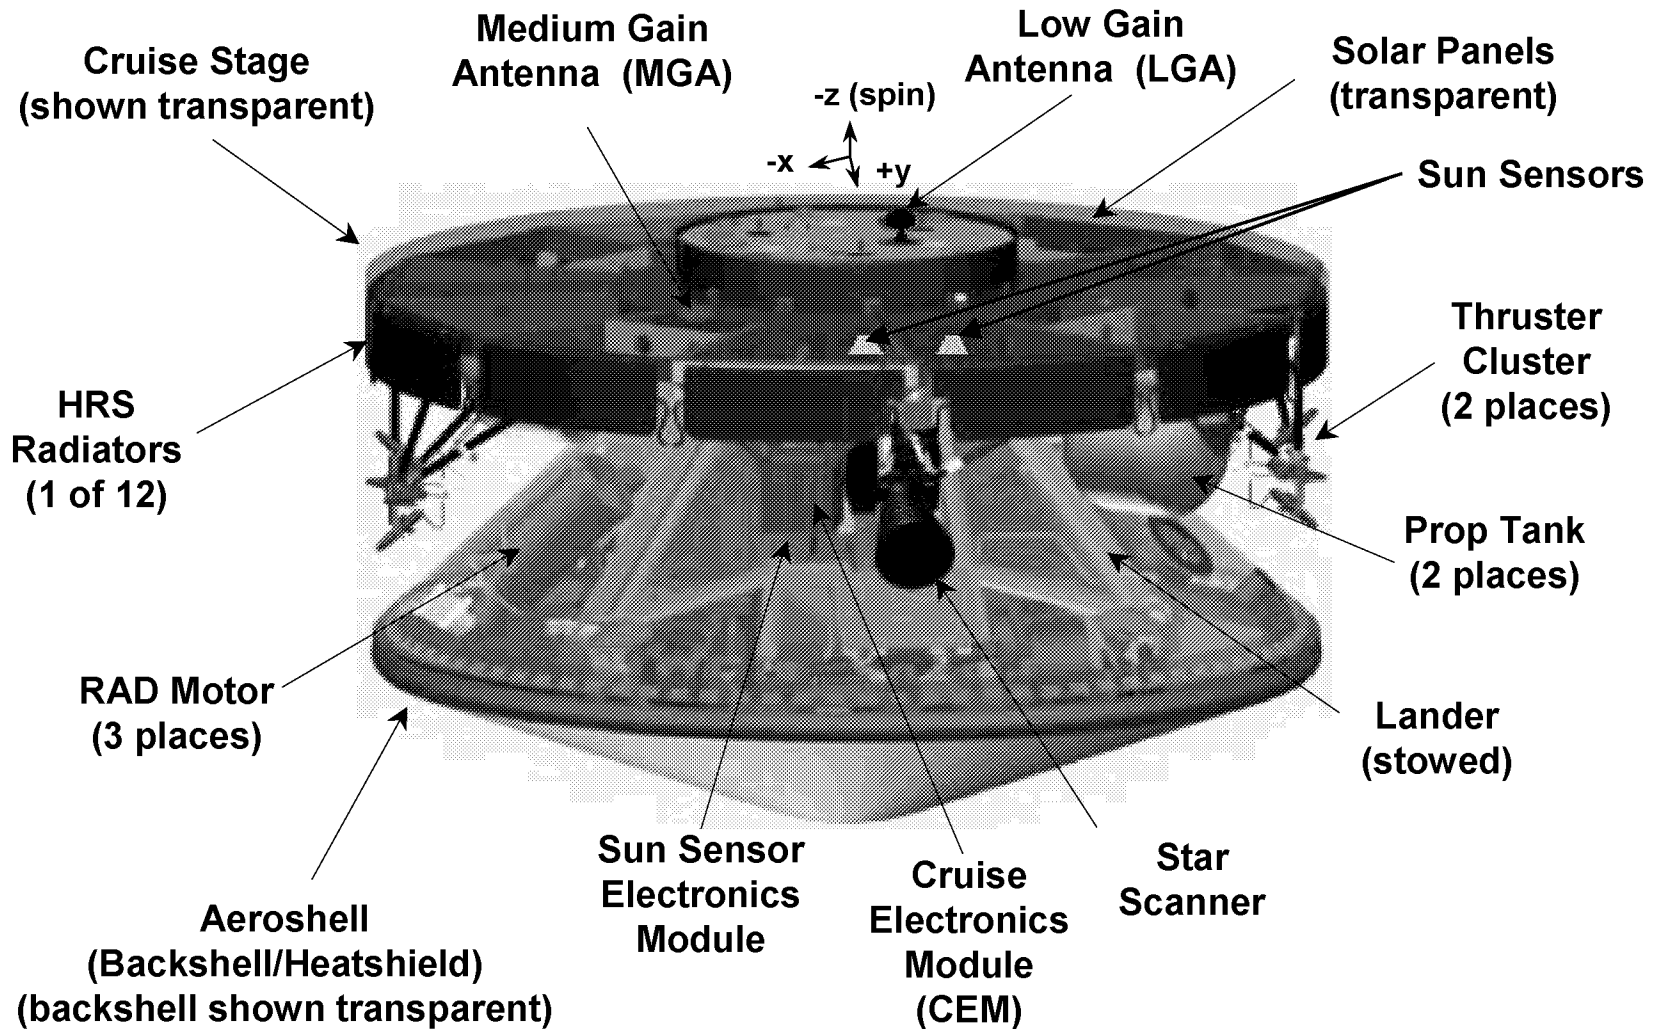 Cruise Stage
(shown transparent)
Medium Gain
Antenna (MGA)
Low Gain
Antenna (LGA)
Solar Panels
(transparent)
-z (spin)
-x
+y
Sun Sensors
Thruster
Cluster
(2 places)
HRS
Radiators
(1 of 12)
Prop Tank
(2 places)
RAD Motor
(3 places)
Lander
(stowed)
Aeroshell
(Backshell/Heatshield)
(backshell shown transparent)
Sun Sensor
Electronics
Module
Cruise
Electronics
Module
(CEM)
Star
Scanner